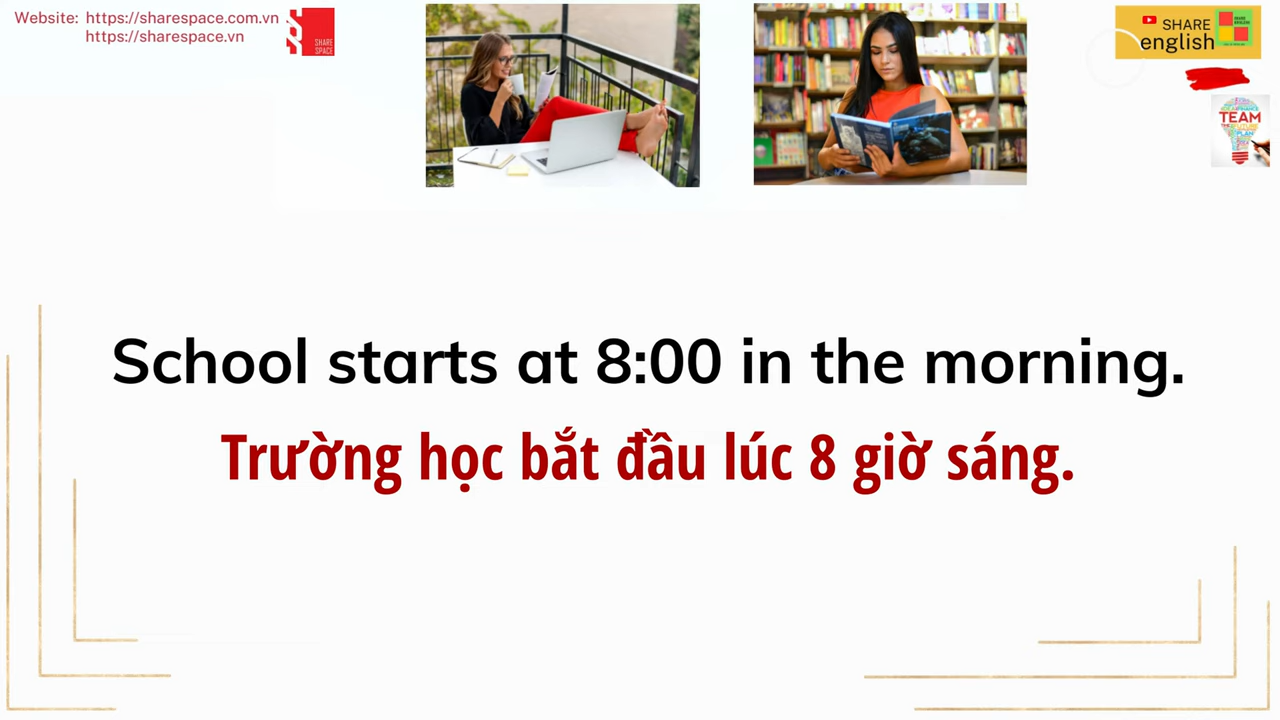 Website: https://sharespace.com.vn
https://sharespace.vn
SHARE
SPACE
SHARE
english
TEAM
PLAN
School starts at 8:00 in the morning.
Trường học bắt đầu lúc 8 giờ sáng.